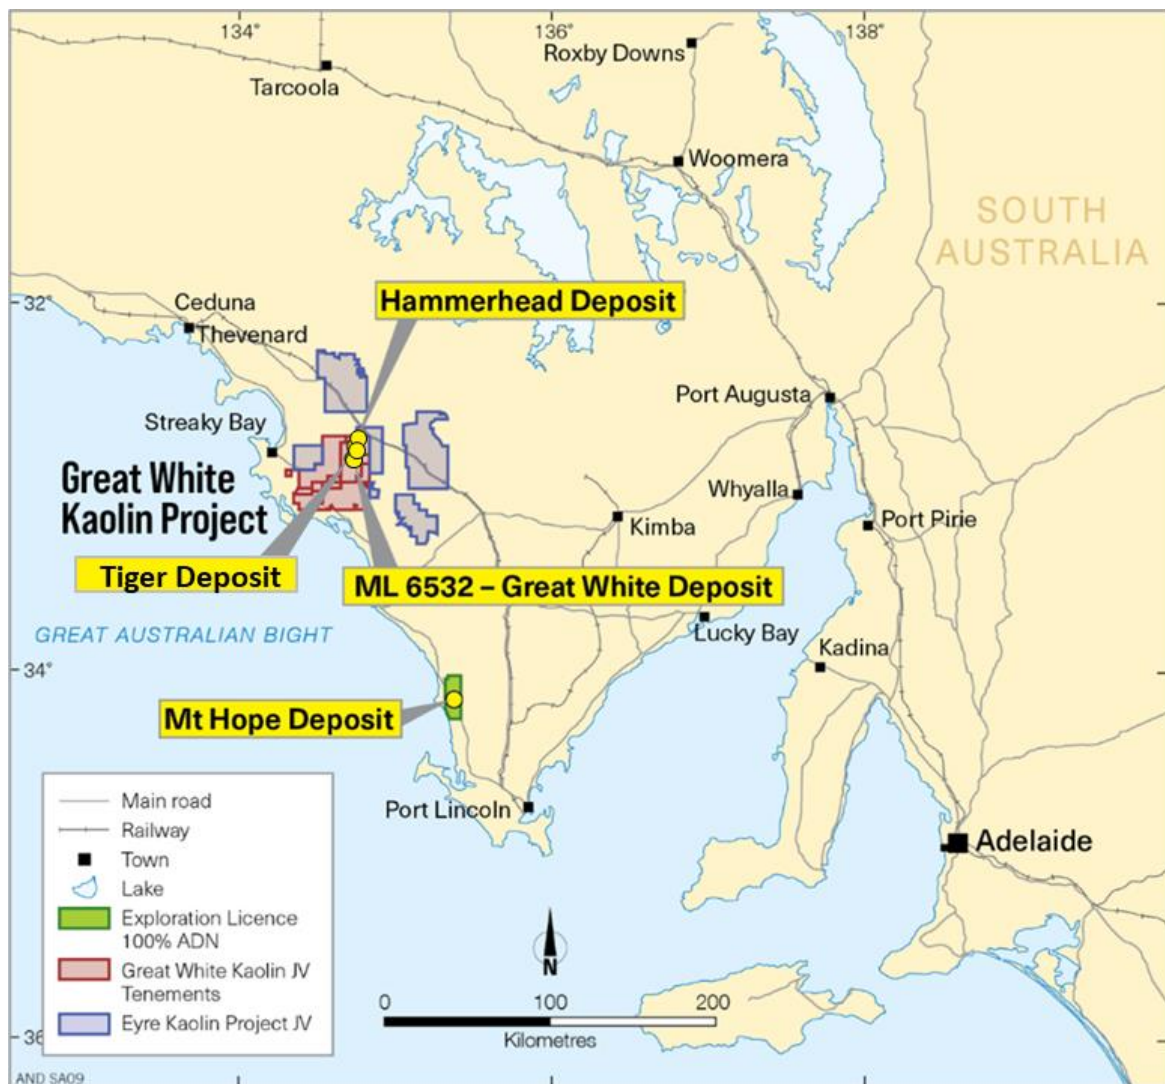 134°
136°
138°
Roxby Downs
Tarcoola
Woomera
SOUTH
AUSTRALIA
32°
Hammerhead Deposit
Ceduna
Thevenard
Port Augusta
Streaky Bay
Great White
Kaolin Project
Whyalla
Port Pirie
Kimba
Tiger Deposit
ML 6532 – Great White Deposit
GREAT AUSTRALIAN BIGHT
Lucky Bay
Kadina
34°
Mt Hope Deposit
Port Lincoln
Adelaide
Main road
Railway
Town
Lake
Exploration Licence
100% ADN
Great White Kaolin JV
Tenements
Eyre Kaolin Project JV
N
0 100 200
Kilometres
36
AND SA09